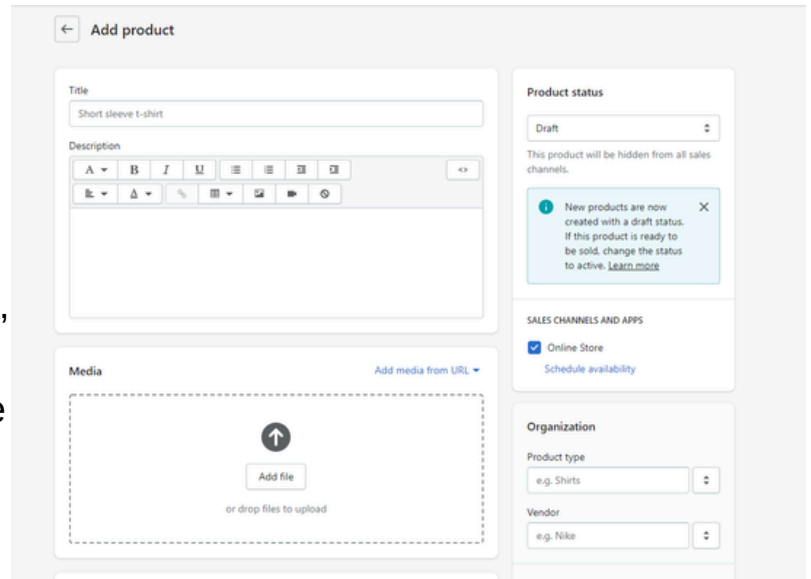 Add product
Title
Short sleeve t-shirt
Description
A B I U <>
A
,
Media
Add media from URL
e
Add file
or drop files to upload
Product status
Draft
This product will be hidden from all sales
channels.
New products are now
created with a draft status.
If this product is ready to
be sold, change the status
to active. Learn more
SALES CHANNELS AND APPS
Online Store
Schedule availability
Organization
Product type
e.g. Shirts
Vendor
e.g. Nike